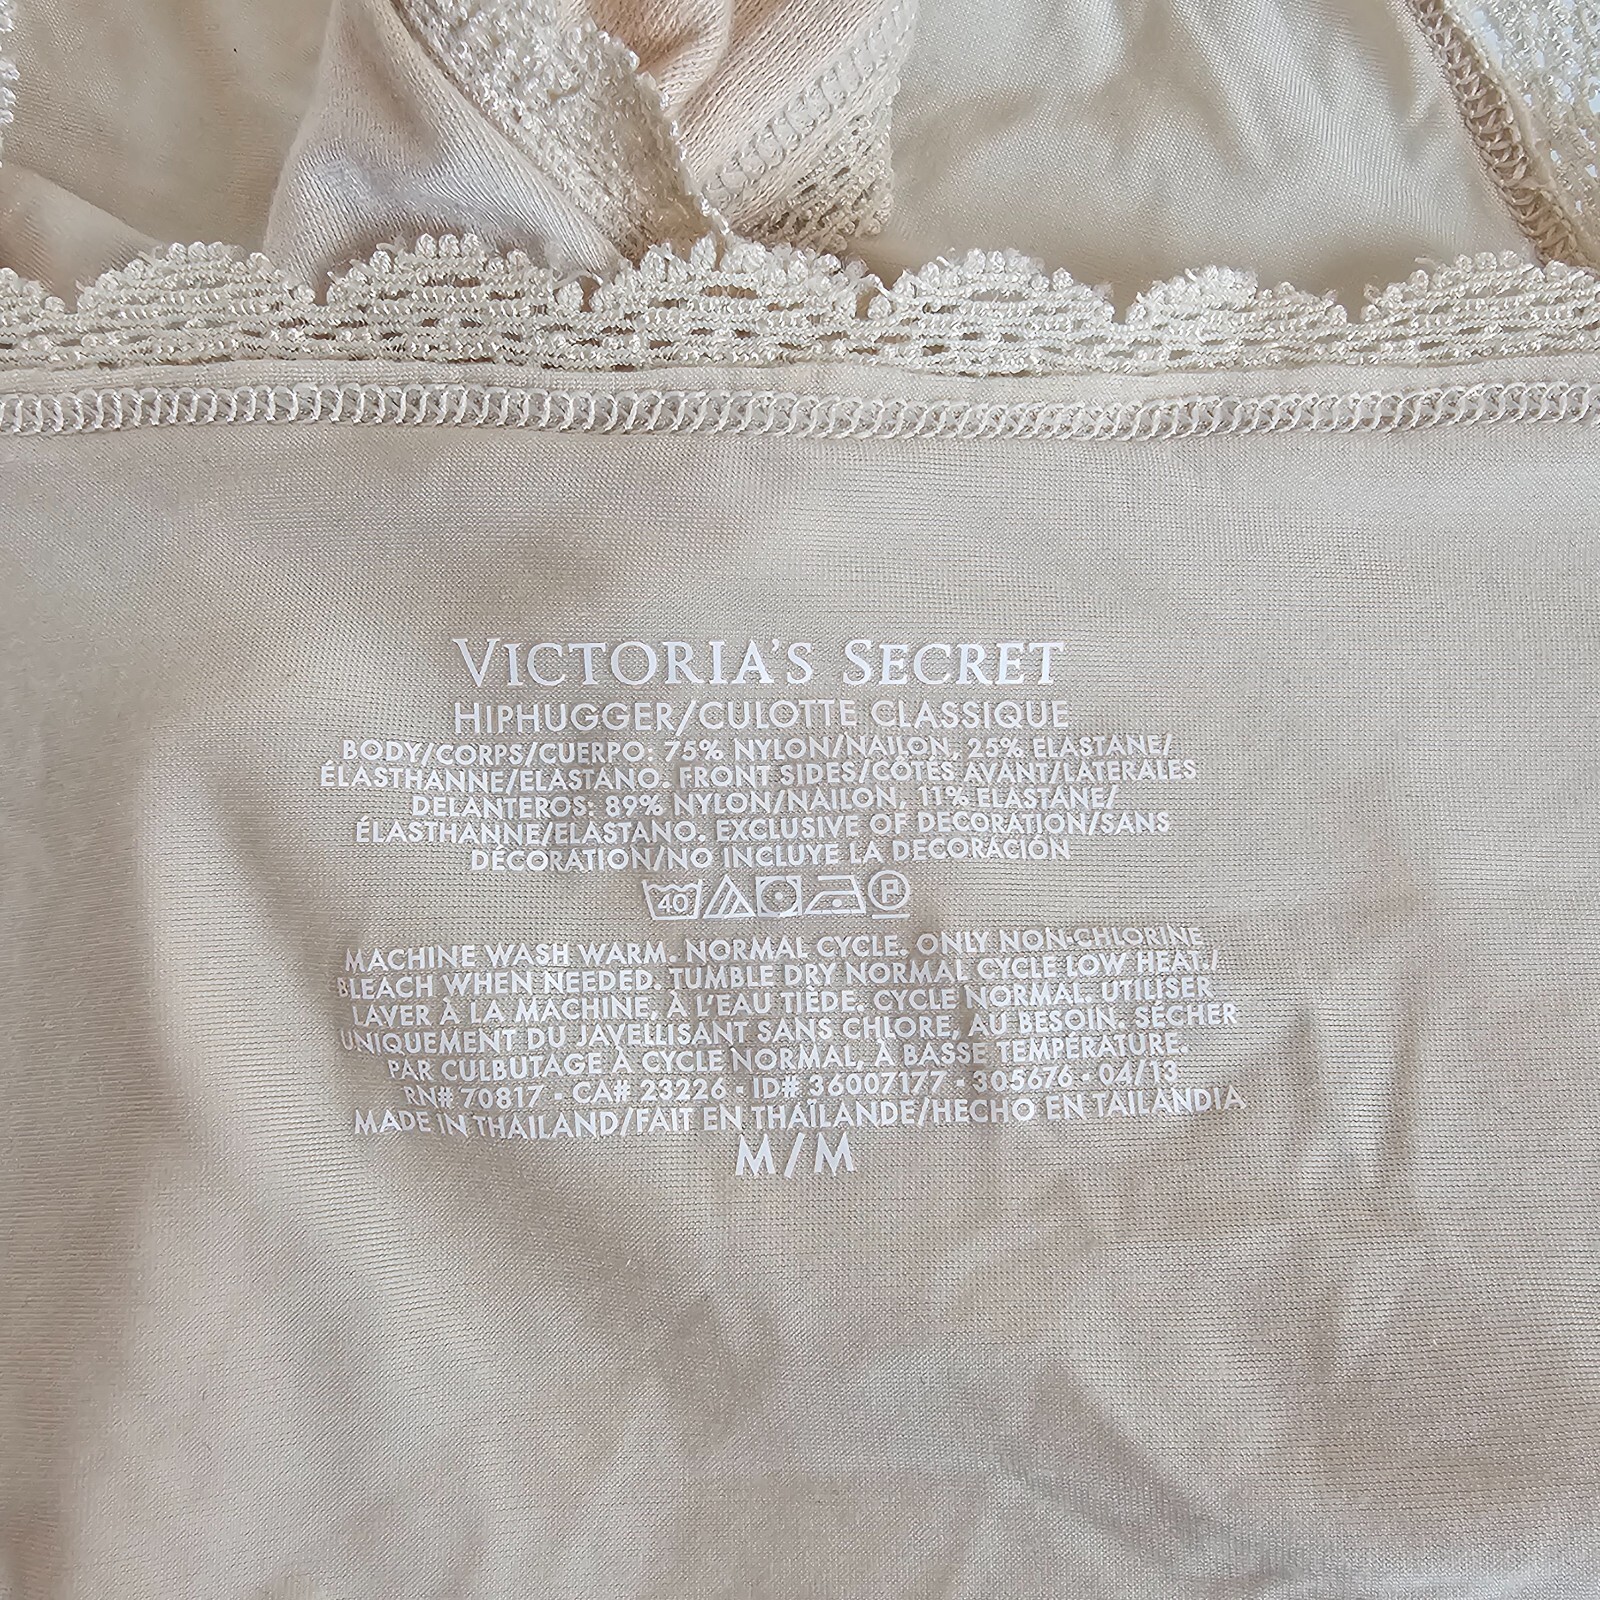 VICTORIA'S SECRET
HIPHUGGER/CULOTTE CLASSIQUE
BODY/CORPS/CUERPO: 75% NYLON/NAILON, 25% ELASTANE/
ÉLASTHANNE/ELASTANO. FRONT SIDES/CÔTES AVANT/LATERALES
DELANTEROS: 89% NYLON/NAILON, 11% ELASTANE/
ÉLASTHANNE/ELASTANO. EXCLUSIVE OF DECORATION/SANS
DÉCORATION/NO INCLUYE LA DECORACIÓN
40 P
MACHINE WASH WARM. NORMAL CYCLE. ONLY NON-CHLORINE
BLEACH WHEN NEEDED. TUMBLE DRY NORMAL CYCLE LOW HEAT./
LAVER À LA MACHINE, À L'EAU TIÈDE. CYCLE NORMAL. UTILISER
UNIQUEMENT DU JAVELLISANT SANS CHLORE, AU BESOIN. SÉCHER
PAR CULBUTAGE À CYCLE NORMAL, À BASSE TEMPÉRATURE.
RN# 70817 - CA# 23226 - ID# 36007177 - 305676 - 04/13
MADE IN THAILAND/FAIT EN THAÏLANDE/HECHO EN TAILANDIA
M/M